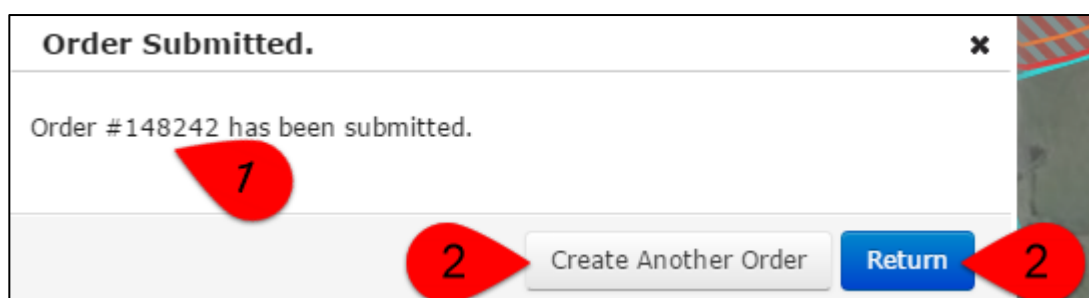 Order Submitted. ✖
Order #148242 has been submitted.
1
2 Create Another Order Return 2